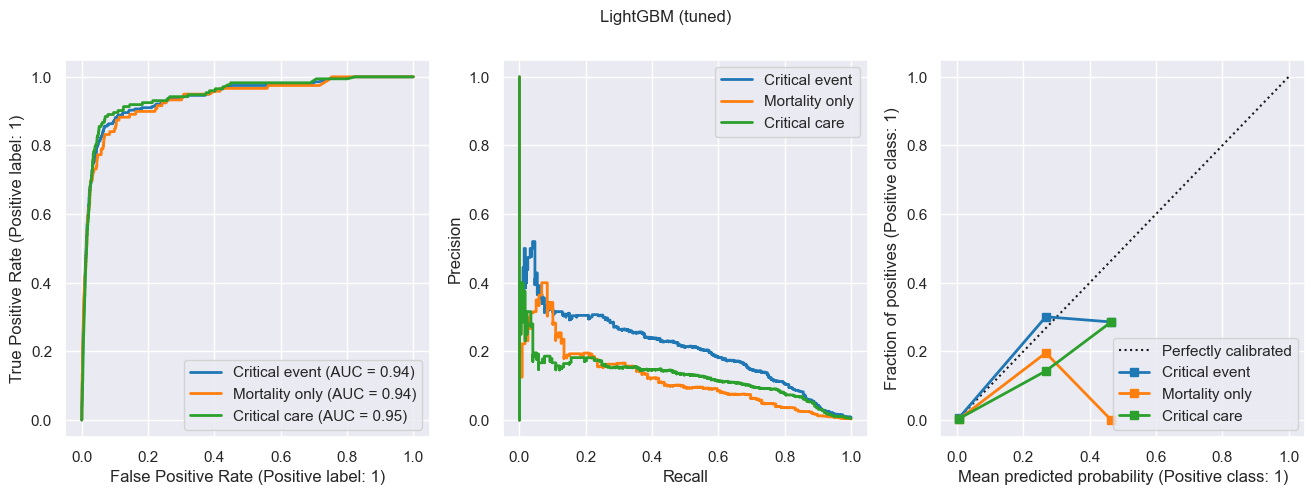 LightGBM (tuned)
1.0
0.8
0.6
0.4
0.2
0.0
True Positive Rate (Positive label: 1)
Critical event (AUC = 0.94)
Mortality only (AUC = 0.94)
Critical care (AUC = 0.95)
0.0 0.2 0.4 0.6 0.8 1.0
False Positive Rate (Positive label: 1)
1.0
0.8
0.6
0.4
0.2
0.0
Precision
Critical event
Mortality only
Critical care
0.0 0.2 0.4 0.6 0.8 1.0
Recall
1.0
0.8
0.6
0.4
0.2
0.0
Fraction of positives (Positive class: 1)
Perfectly calibrated
Critical event
Mortality only
Critical care
0.0 0.2 0.4 0.6 0.8 1.0
Mean predicted probability (Positive class: 1)